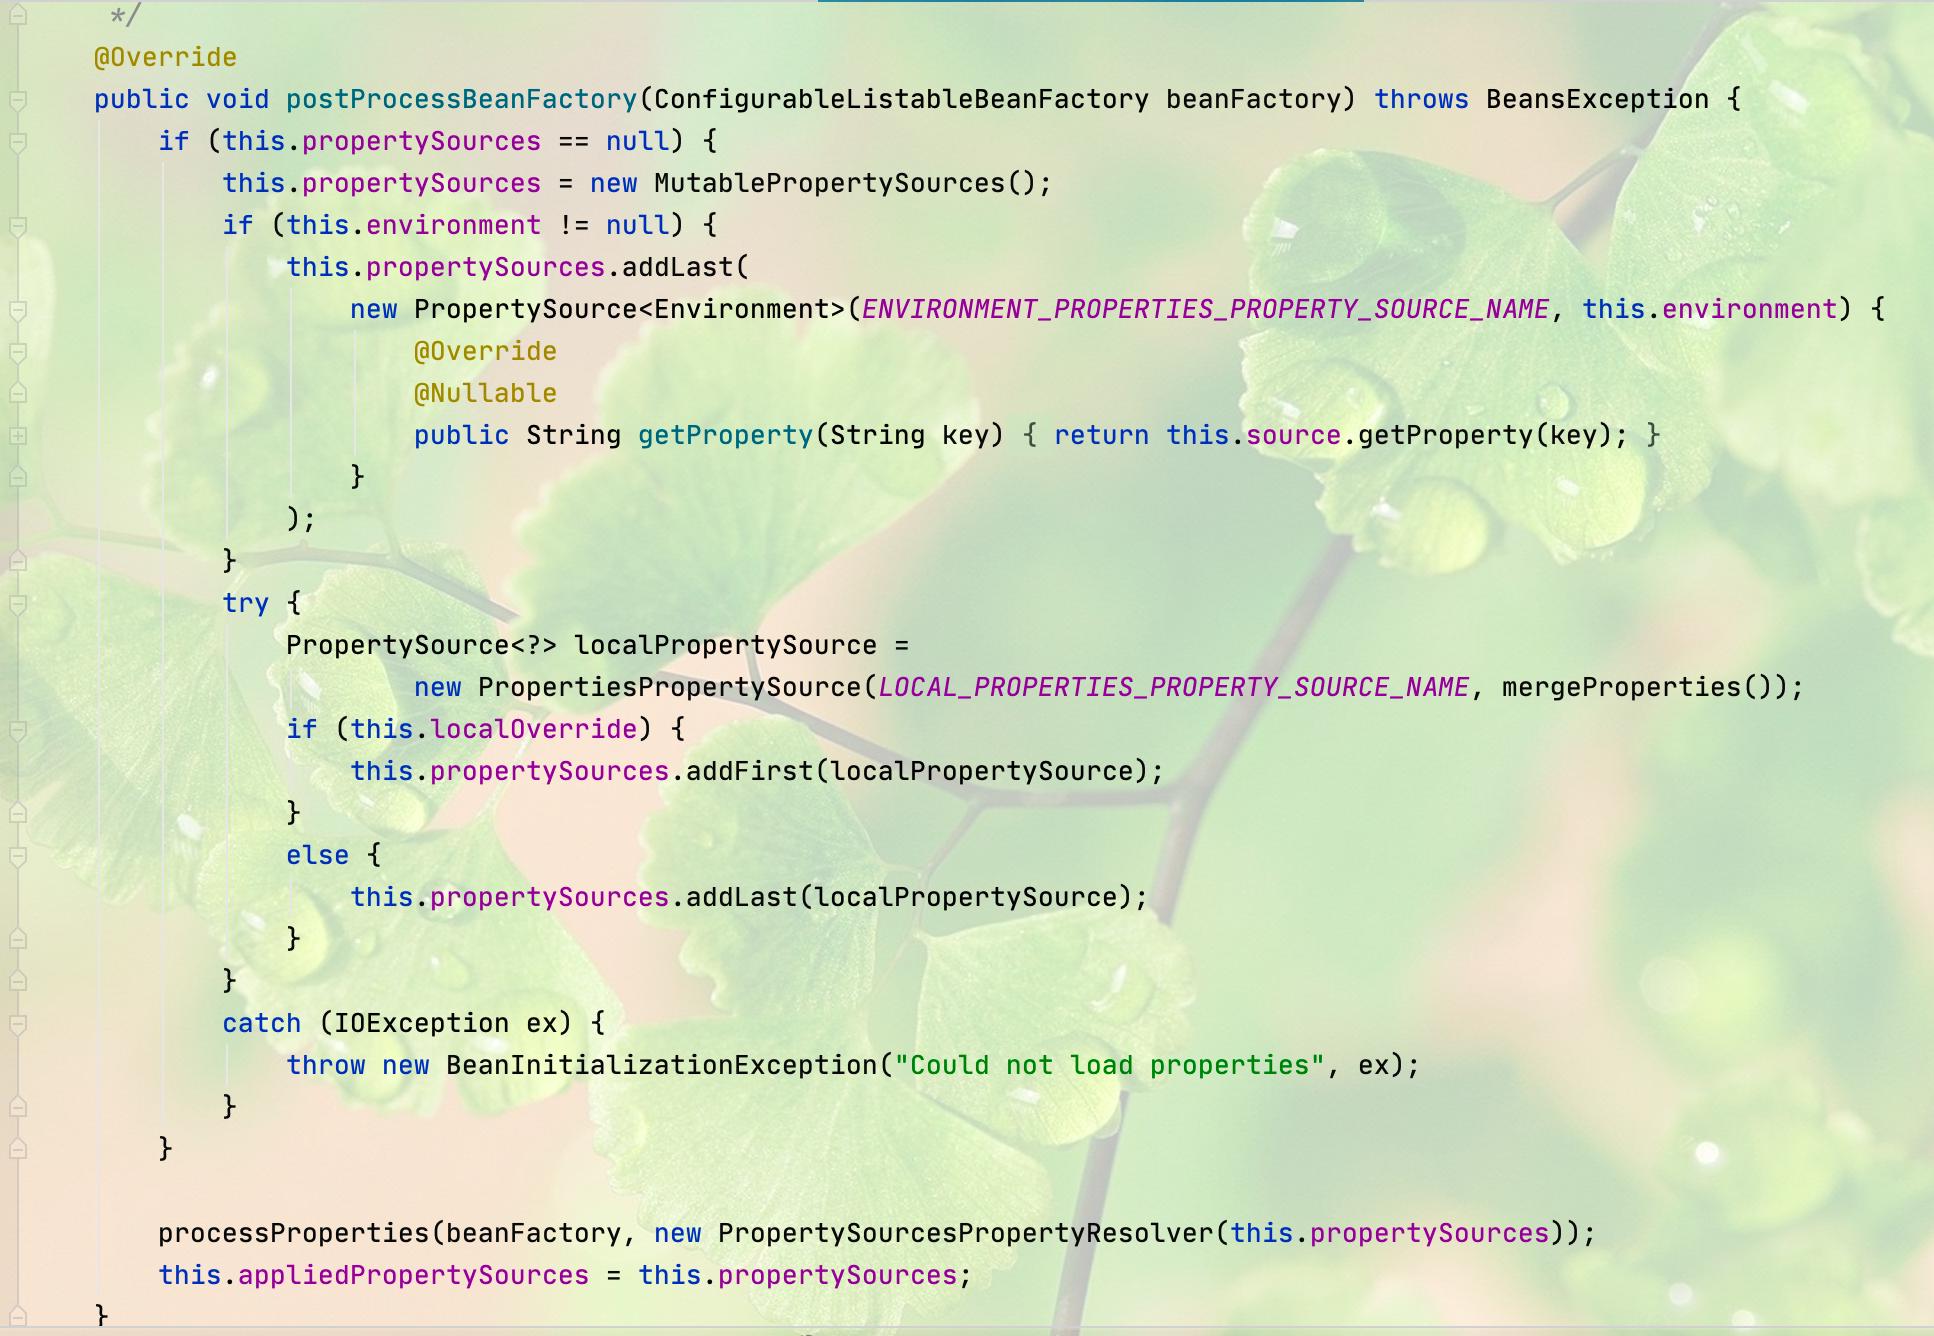 */
@Override
public void postProcessBeanFactory(ConfigurableListableBeanFactory beanFactory) throws BeansException {
if (this.propertySources == null) {
this.propertySources = new MutablePropertySources();
if (this.environment != null) {
this.propertySources.addLast(
new PropertySource<Environment>(ENVIRONMENT_PROPERTIES_PROPERTY_SOURCE_NAME, this.environment) {
@Override
@Nullable
public String getProperty(String key) { return this.source.getProperty(key); }
}
);
}
try {
PropertySource<?> localPropertySource =
new PropertiesPropertySource(LOCAL_PROPERTIES_PROPERTY_SOURCE_NAME, mergeProperties());
if (this.localOverride) {
this.propertySources.addFirst(localPropertySource);
}
else {
this.propertySources.addLast(localPropertySource);
}
}
catch (IOException ex) {
throw new BeanInitializationException("Could not load properties", ex);
}
}
processProperties(beanFactory, new PropertySourcesPropertyResolver(this.propertySources));
this.appliedPropertySources = this.propertySources;
}